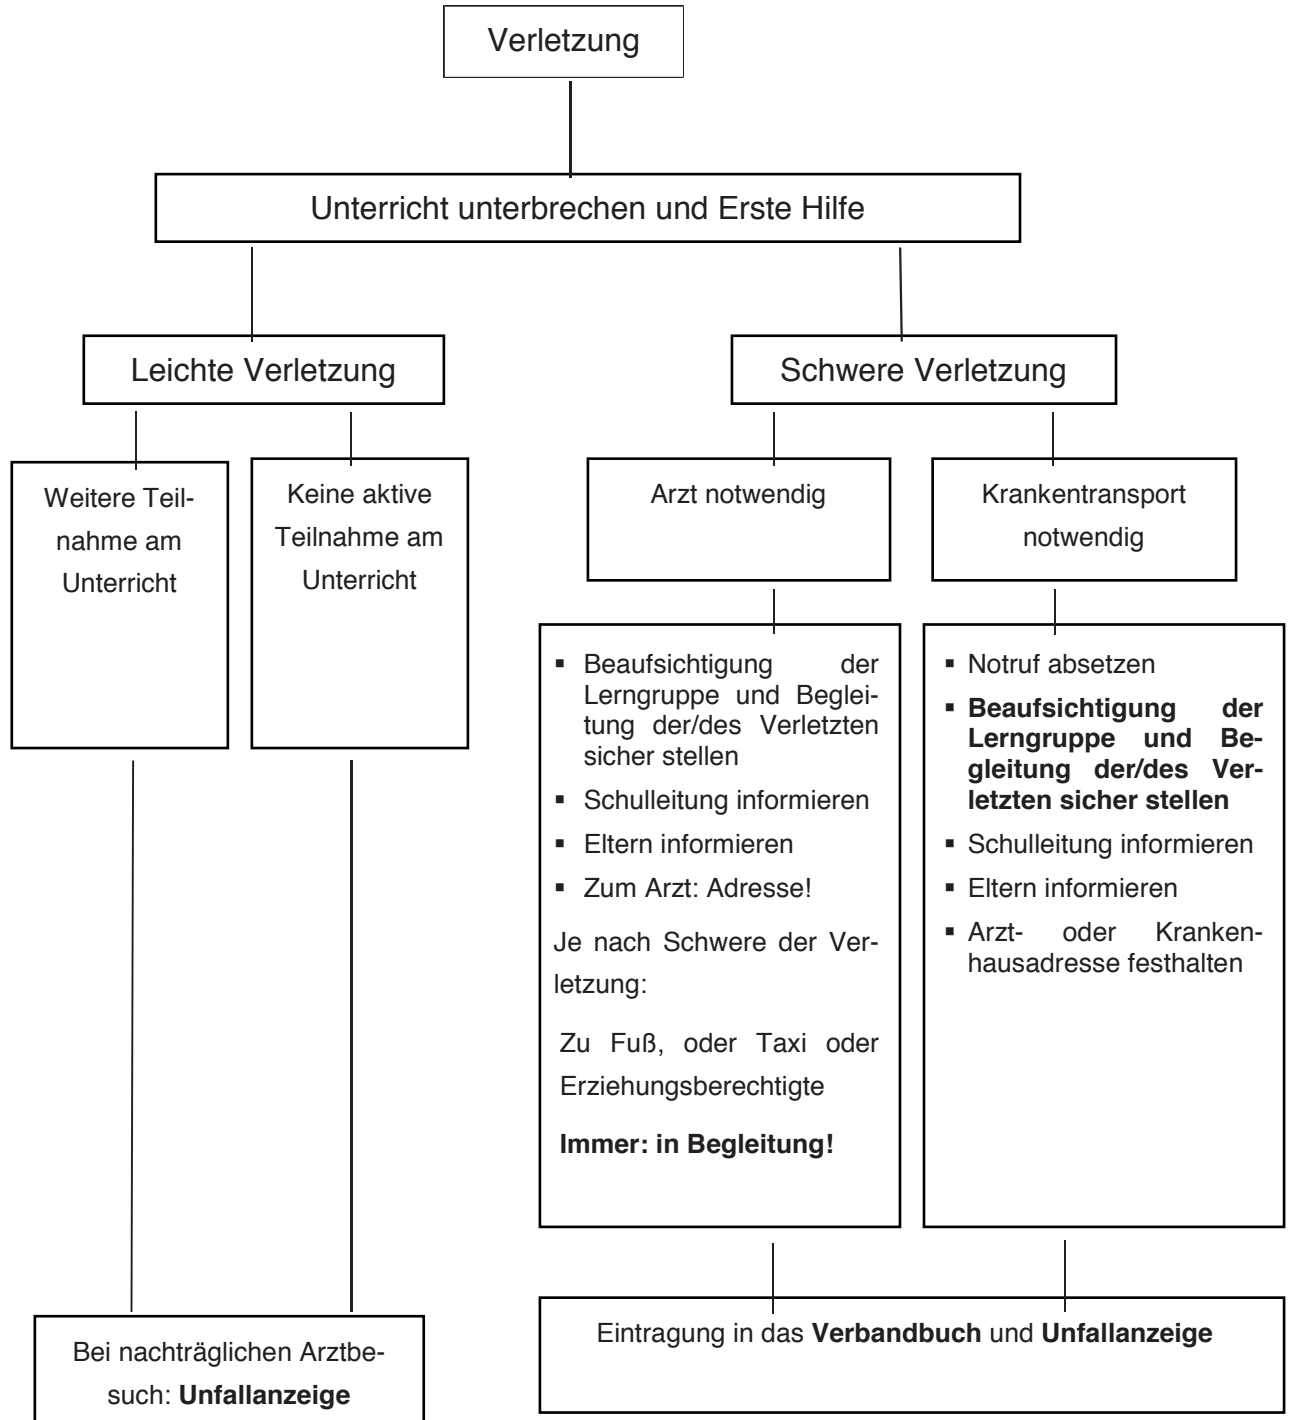 Verletzung
Unterricht unterbrechen und Erste Hilfe
Leichte Verletzung
Schwere Verletzung
Weitere Teil-
nahme am
Unterricht
Keine aktive
Teilnahme am
Unterricht
Arzt notwendig
Krankentransport
notwendig
▪ Beaufsichtigung der
Lerngruppe und Beglei-
tung der/des Verletzten
sicher stellen
▪ Schulleitung informieren
▪ Eltern informieren
▪ Zum Arzt: Adresse!
Je nach Schwere der Ver-
letzung:
Zu Fuß, oder Taxi oder
Erziehungsberechtigte
Immer: in Begleitung!
▪ Notruf absetzen
▪ Beaufsichtigung der
Lerngruppe und Be-
gleitung der/des Ver-
letzten sicher stellen
▪ Schulleitung informieren
▪ Eltern informieren
▪ Arzt- oder Kranken-
hausadresse festhalten
Bei nachträglichen Arztbe-
such: Unfallanzeige
Eintragung in das Verbandbuch und Unfallanzeige